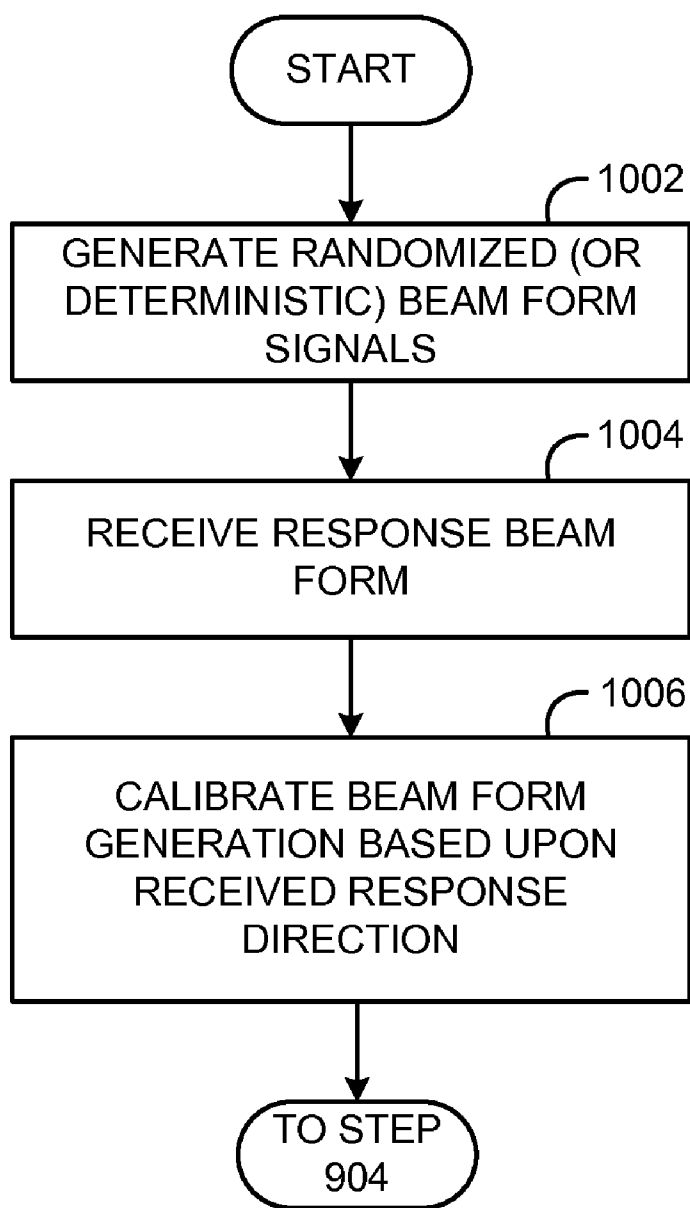 START
1002
GENERATE RANDOMIZED (OR
DETERMINISTIC) BEAM FORM
SIGNALS
1004
RECEIVE RESPONSE BEAM
FORM
1006
CALIBRATE BEAM FORM
GENERATION BASED UPON
RECEIVED RESPONSE
DIRECTION
TO STEP
904